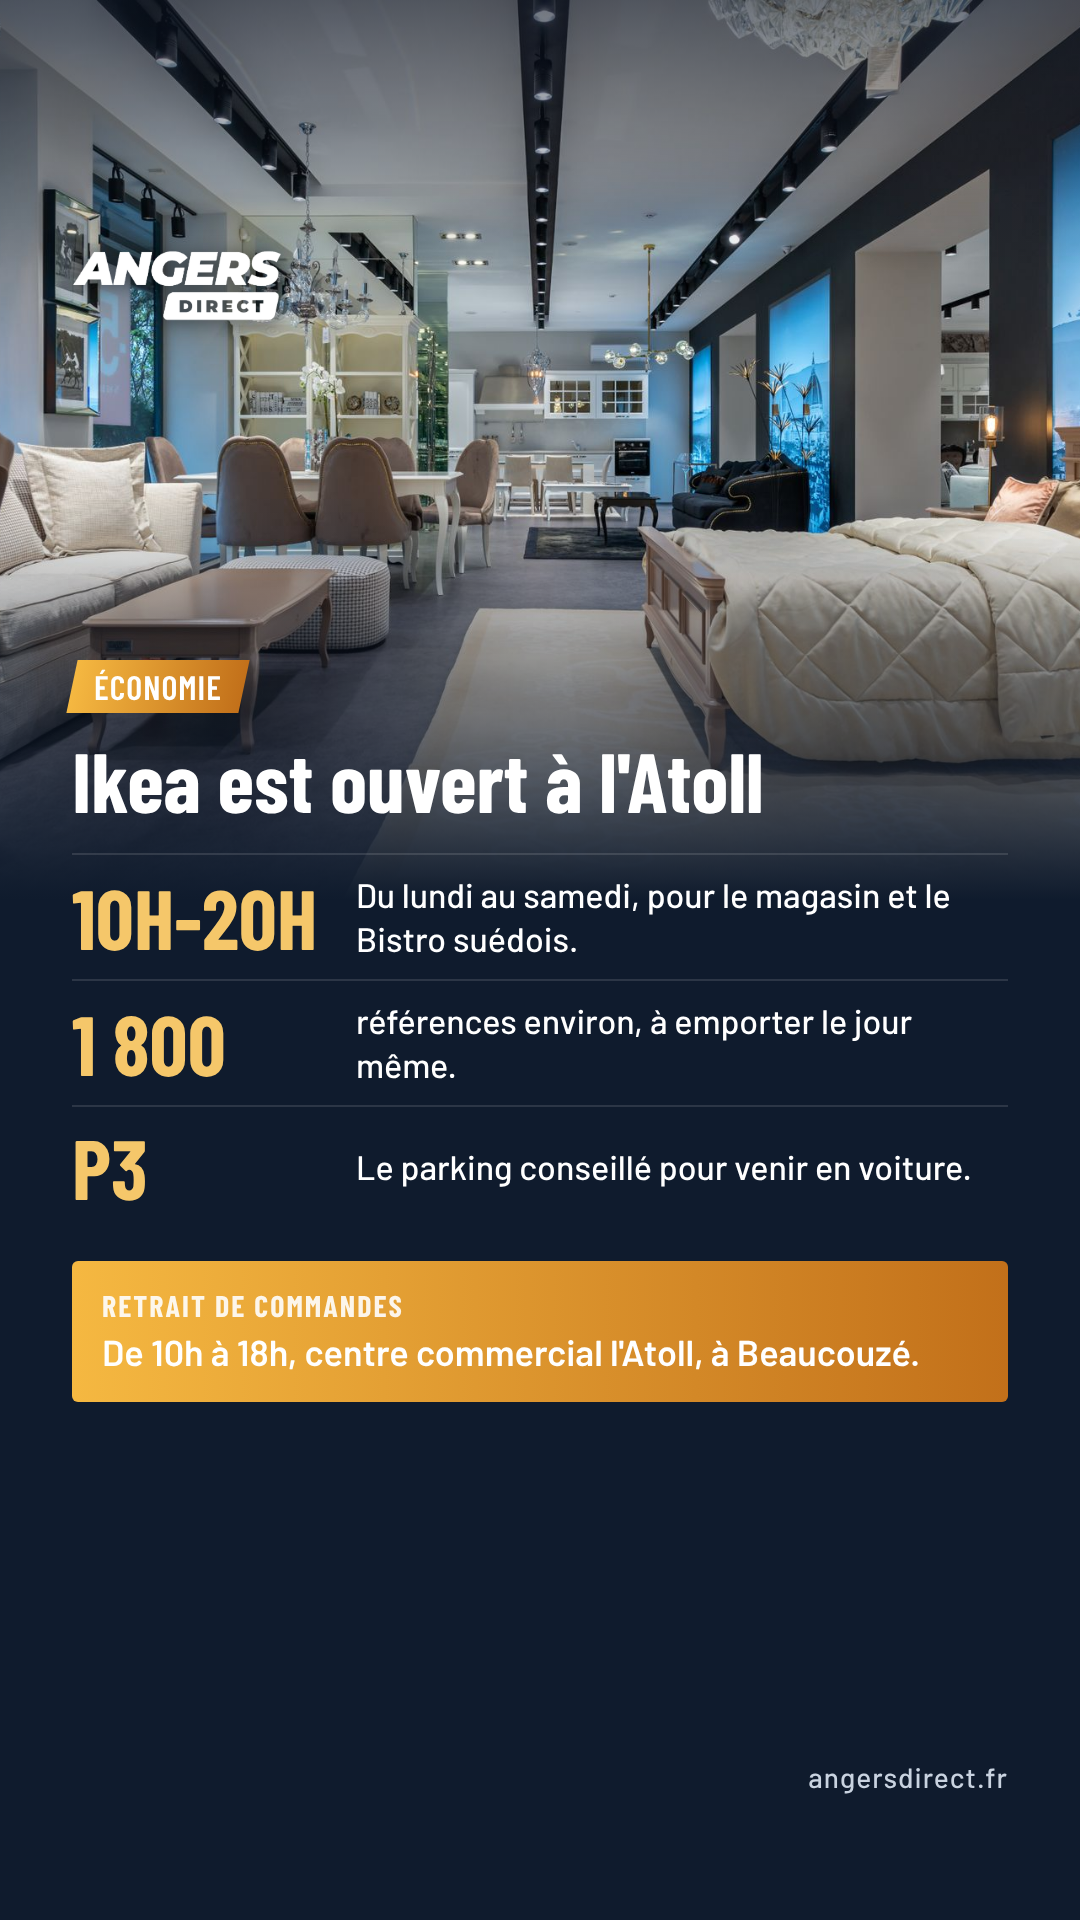 ANGERS
DIRECT
ÉCONOMIE
Ikea est ouvert à l'Atoll
10H-20H
Du lundi au samedi, pour le magasin et le
Bistro suédois.
1 800
références environ, à emporter le jour
même.
P3
Le parking conseillé pour venir en voiture.
RETRAIT DE COMMANDES
De 10h à 18h, centre commercial l'Atoll, à Beaucouzé.
angersdirect.fr